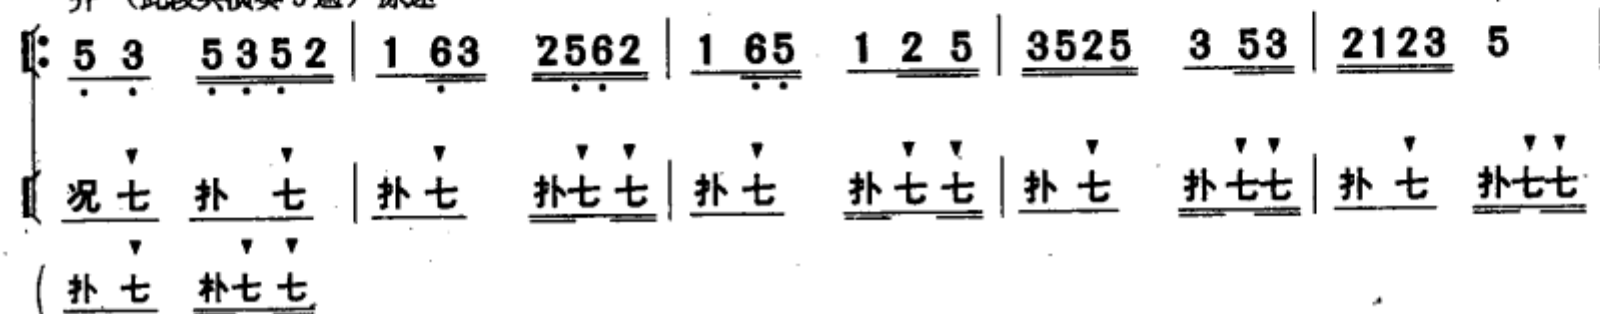 5 3 5352 | 1 63 2562 | 1 65 1 2 5 | 3525 3 53 | 2123 5
况 七 扑 七 | 扑 七 扑七 七 | 扑 七 扑 七 七 | 扑 七 扑 七七 | 扑 七 扑七七
( 扑 七 扑七 七